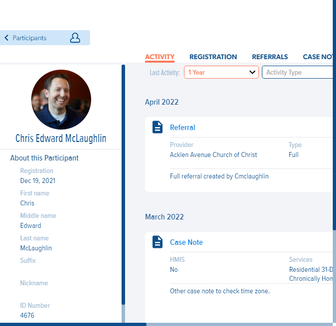 Participants
ACTIVITY REGISTRATION REFERRALS CASE NO
Last Activity: 1 Year Activity Type
Chris Edward McLaughlin
About this Participant
Registration
Dec 19, 2021
First name
Chris
Middle name
Edward
Last name
McLaughlin
Suffix
Nickname
ID Number
4676
April 2022
Referral
Provider Type
Acklen Avenue Church of Christ Full
Full referral created by Cmclaughlin
March 2022
Case Note
HMIS Services
No Residential 31-D
Chronically Hom
Other case note to check time zone.